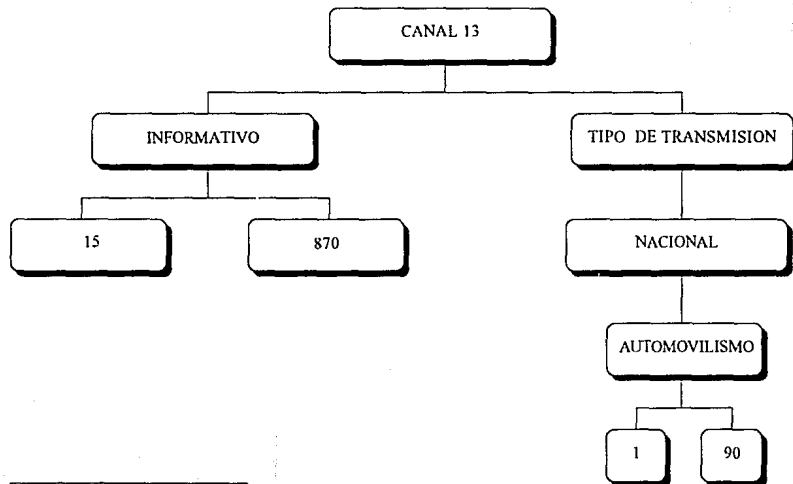 CANAL 13
INFORMATIVO
TIPO DE TRANSMISION
15
870
NACIONAL
AUTOMOVILISMO
1
90